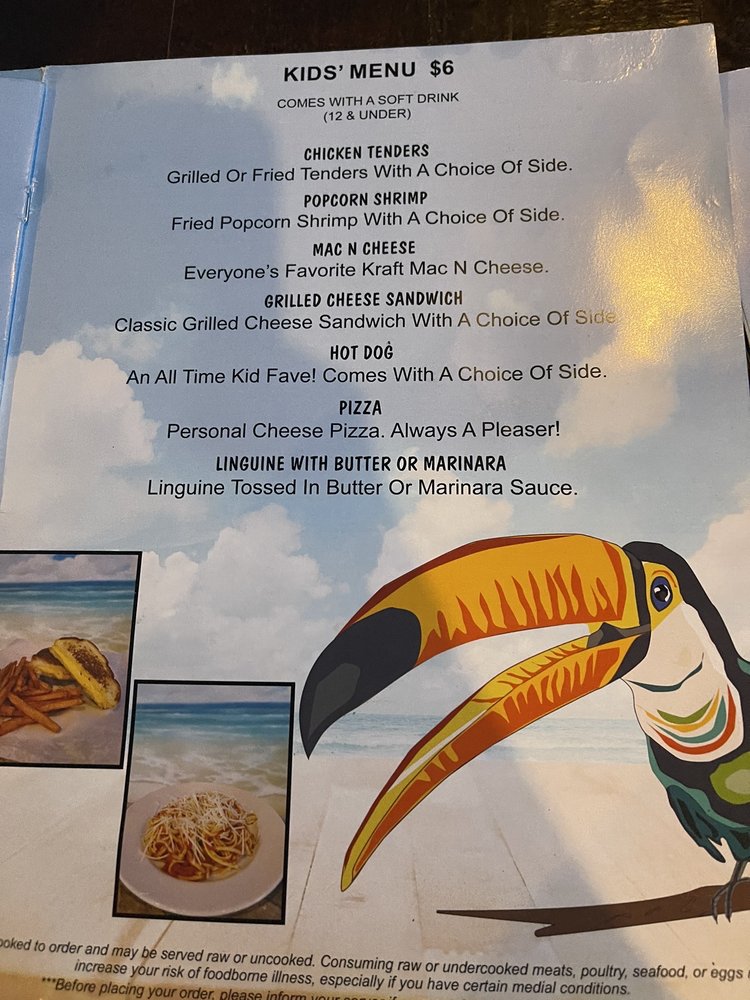 KIDS' MENU $6
COMES WITH A SOFT DRINK
(12 & UNDER)
CHICKEN TENDERS
Grilled Or Fried Tenders With A Choice Of Side.
POPCORN SHRIMP
Fried Popcorn Shrimp With A Choice Of Side.
MAC N CHEESE
Everyone's Favorite Kraft Mac N Cheese.
GRILLED CHEESE SANDWICH
Classic Grilled Cheese Sandwich With A Choice Of Side
HOT DOG
An All Time Kid Fave! Comes With A Choice Of Side.
PIZZA
Personal Cheese Pizza. Always A Pleaser!
LINGUINE WITH BUTTER OR MARINARA
Linguine Tossed In Butter Or Marinara Sauce.
ooked to order and may be served raw or uncooked. Consuming raw or undercooked meats, poultry, seafood, or eggs
increase your risk of foodborne illness, especially if you have certain medial conditions.
***Before placing your order, please inform your